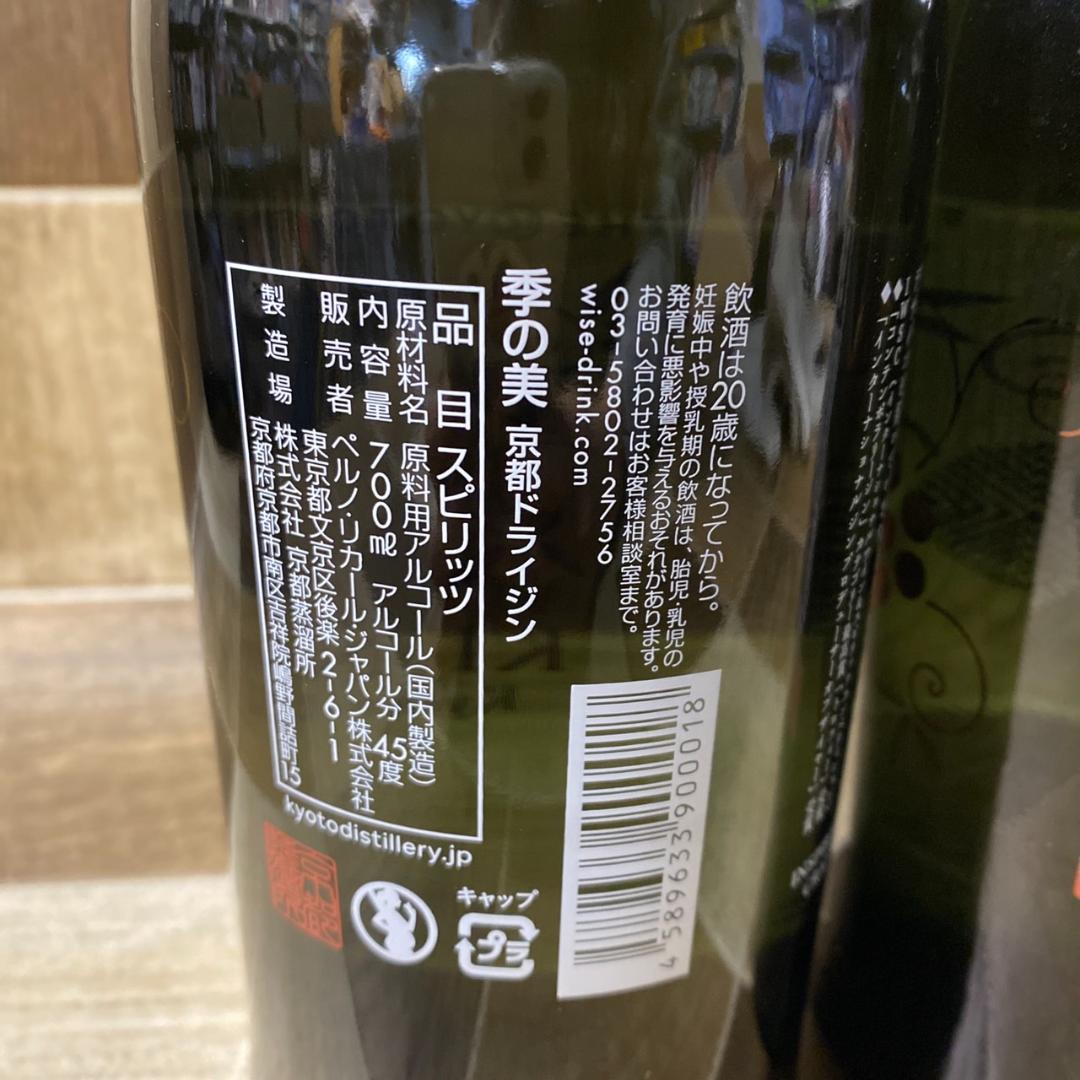 飲酒は20歳になってから。
妊娠中や授乳期の飲酒は、胎児・乳児の
発育に悪影響を与えるおそれがあります。
お問い合わせはお客様相談室まで。
03-5802-2756
wise-drink.com
季の美 京都ドライジン
品目 スピリッツ
原材料名 原料用アルコール(国内製造)
内容量 700㎖ アルコール分 45度
販売者 ペルノ・リカール・ジャパン株式会社
東京都文京区後楽 2-6-1
製造場 株式会社 京都蒸溜所
京都府京都市南区吉祥院嶋野間詰町15
kyotodistillery.jp
キャップ
プラ
4589633900018